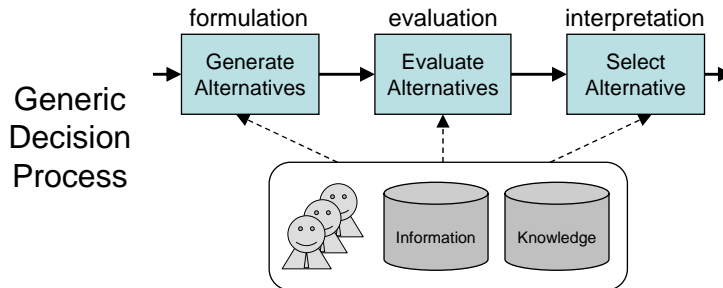 formulation
evaluation
interpretation
Generate
Alternatives
Evaluate
Alternatives
Select
Alternative
Generic
Decision
Process
Information
Knowledge